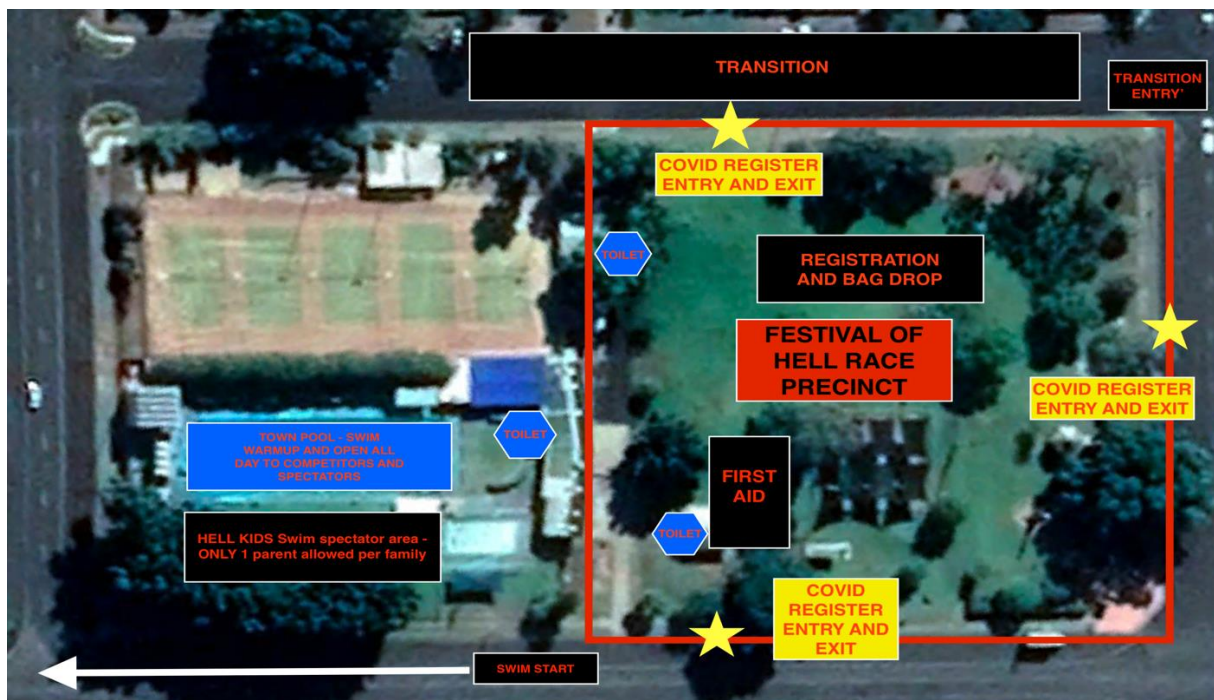 TRANSITION
TRANSITION
ENTRY'
COVID REGISTER
ENTRY AND EXIT
TOILET
REGISTRATION
AND BAG DROP
FESTIVAL OF
HELL RACE
PRECINCT
COVID REGISTER
ENTRY AND EXIT
TOWN POOL - SWIM
WARMUP AND OPEN ALL
DAY TO COMPETITORS AND
SPECTATORS
TOILET
FIRST
AID
HELL KIDS Swim spectator area -
ONLY 1 parent allowed per family
TOILET
COVID
REGISTER
ENTRY AND
EXIT
SWIM START